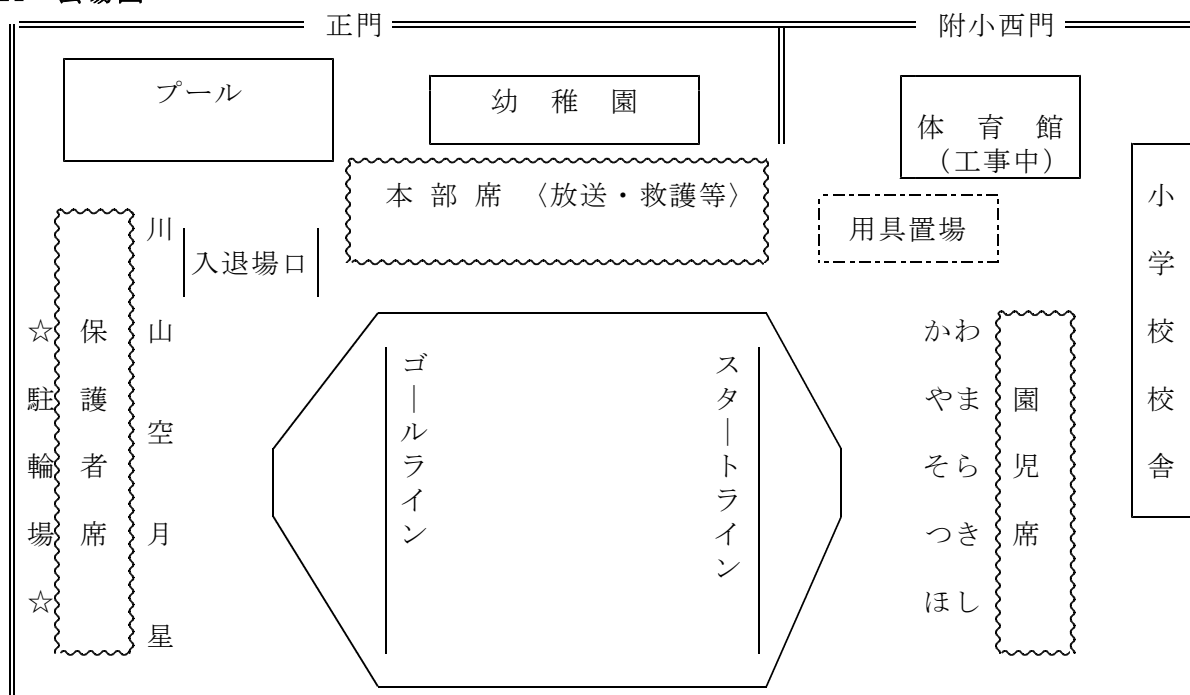 正門
附小西門
プール
幼稚園
体育館
（工事中）
本部席 〈放送・救護等〉
用具置場
入退場口
川
山
空
月
星
保護者席
☆駐輪場☆
ゴールライン
スタートライン
かわ
やま
そら
つき
ほし
園児席
小学校校舎